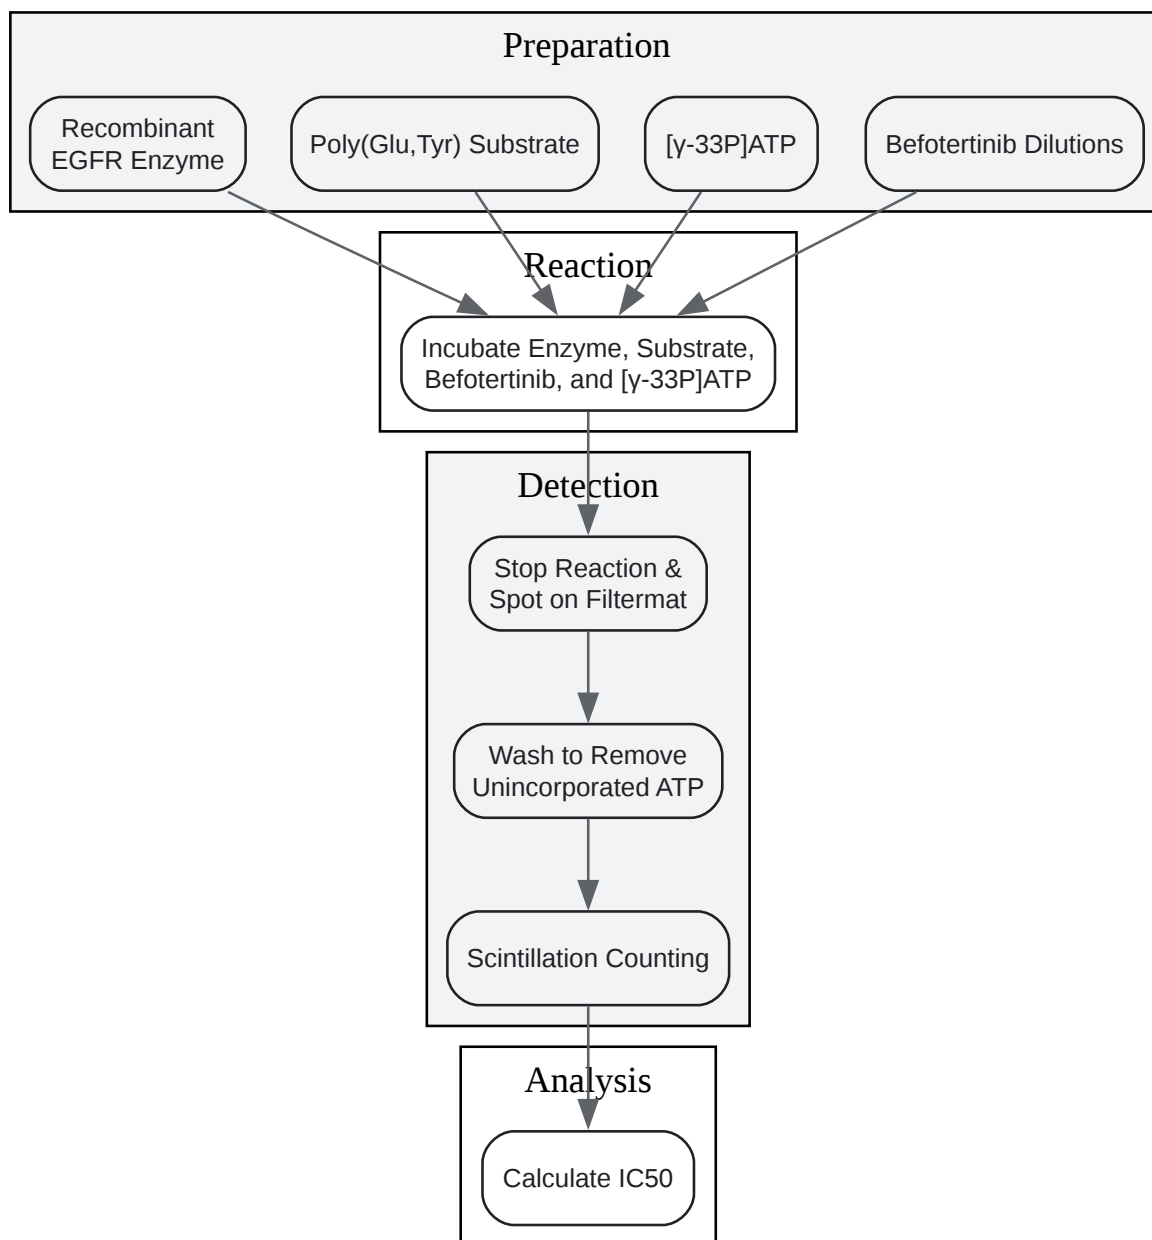 Preparation
Recombinant
EGFR Enzyme
Poly(Glu,Tyr) Substrate
[γ-33P]ATP
Befotertinib Dilutions
Reaction
Incubate Enzyme, Substrate,
Befotertinib, and [γ-33P]ATP
Detection
Stop Reaction &
Spot on Filtermat
Wash to Remove
Unincorporated ATP
Scintillation Counting
Analysis
Calculate IC50